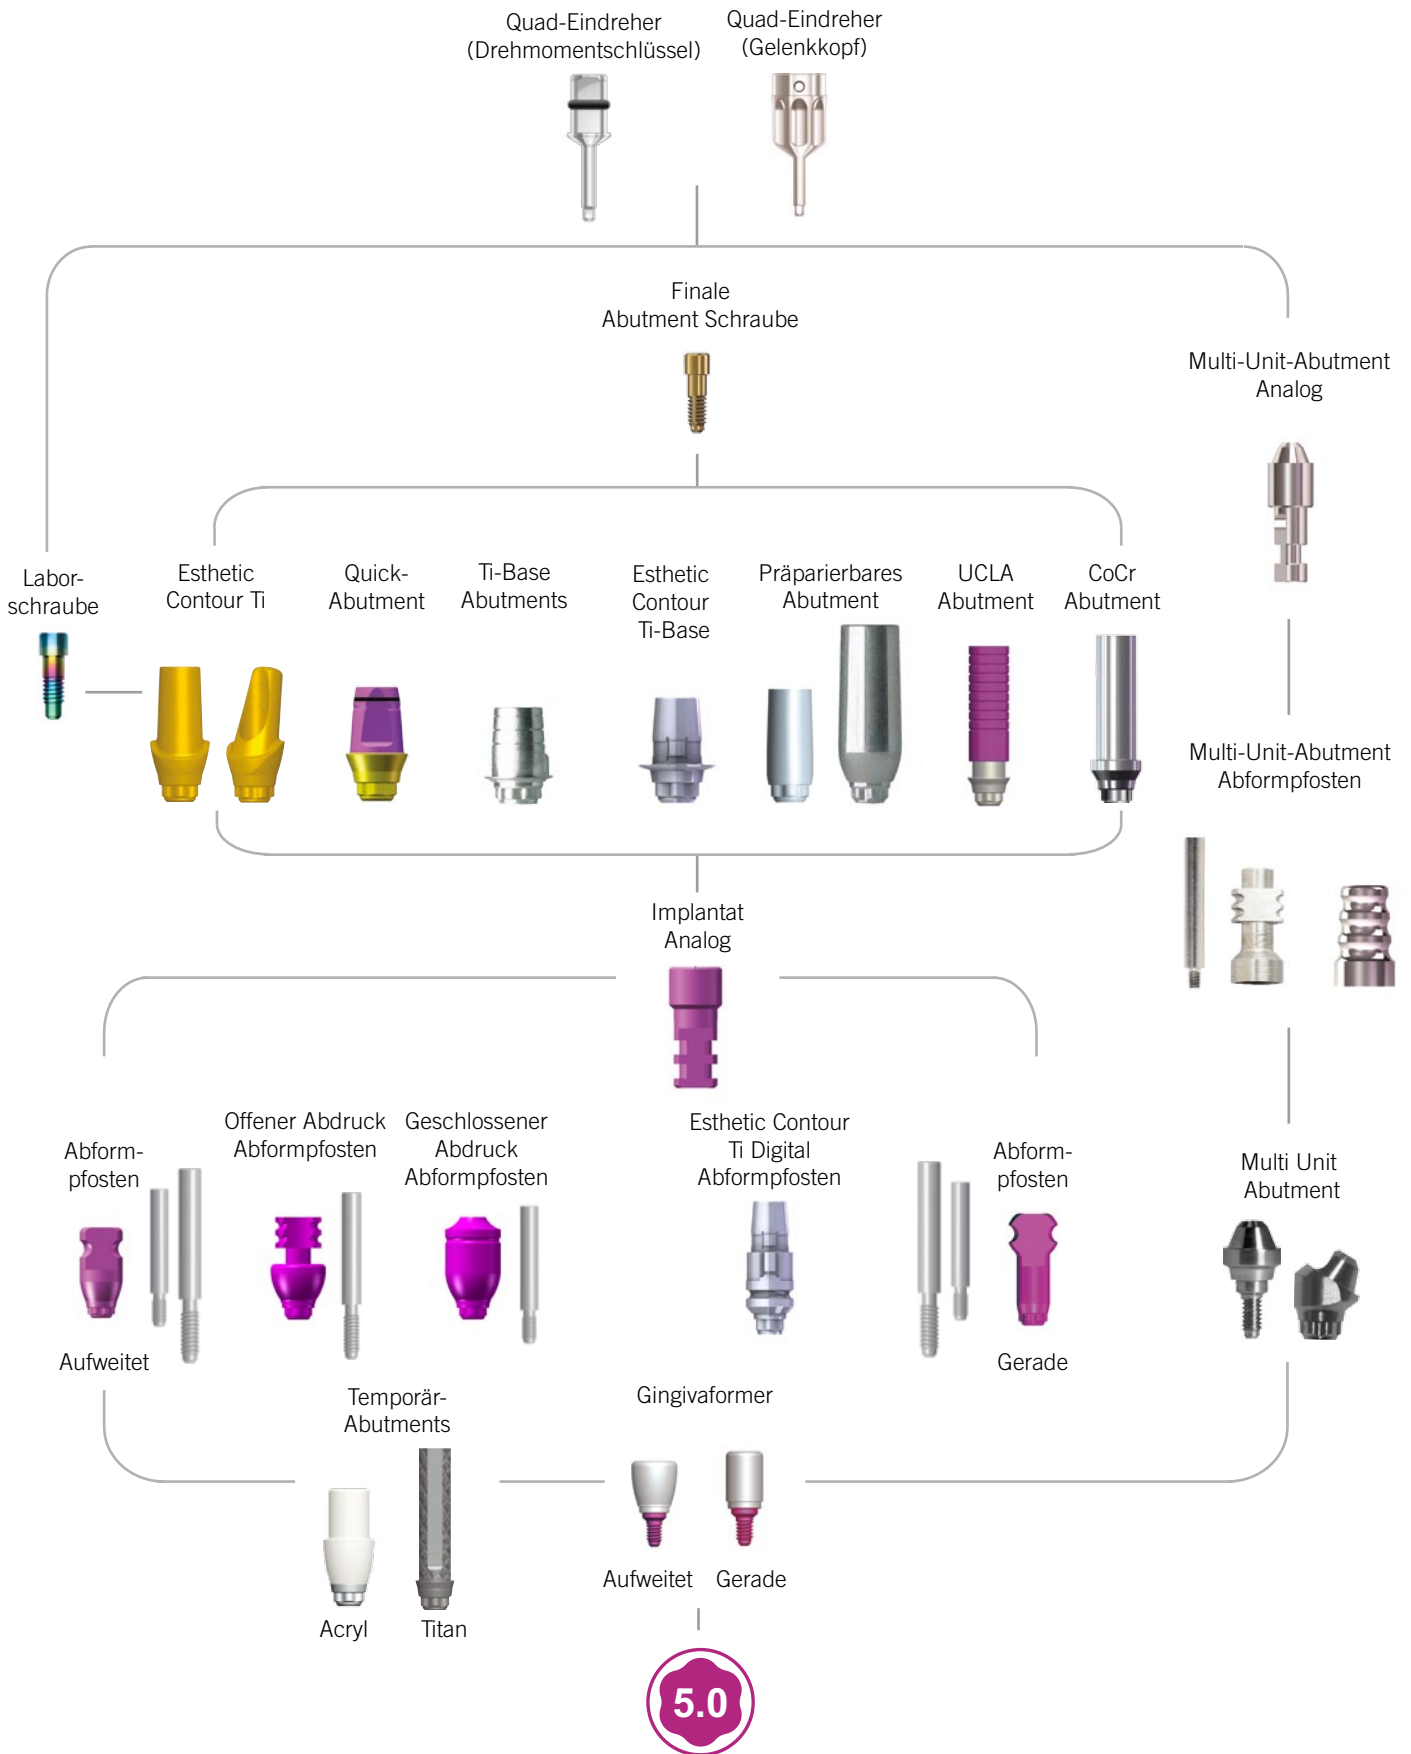 Quad-Eindreher
(Drehmomentschlüssel)
Quad-Eindreher
(Gelenkkopf)
Finale
Abutment Schraube
Multi-Unit-Abutment
Analog
Labor-
schraube
Esthetic
Contour Ti
Quick-
Abutment
Ti-Base
Abutments
Esthetic
Contour
Ti-Base
Präparierbares
Abutment
UCLA
Abutment
CoCr
Abutment
Multi-Unit-Abutment
Abformpfosten
Implantat
Analog
Abform-
pfosten
Offener Abdruck
Abformpfosten
Geschlossener
Abdruck
Abformpfosten
Esthetic Contour
Ti Digital
Abformpfosten
Abform-
pfosten
Multi Unit
Abutment
Aufweitet
Gerade
Temporär-
Abutments
Gingivaformer
Aufweitet
Gerade
Acryl
Titan
5.0